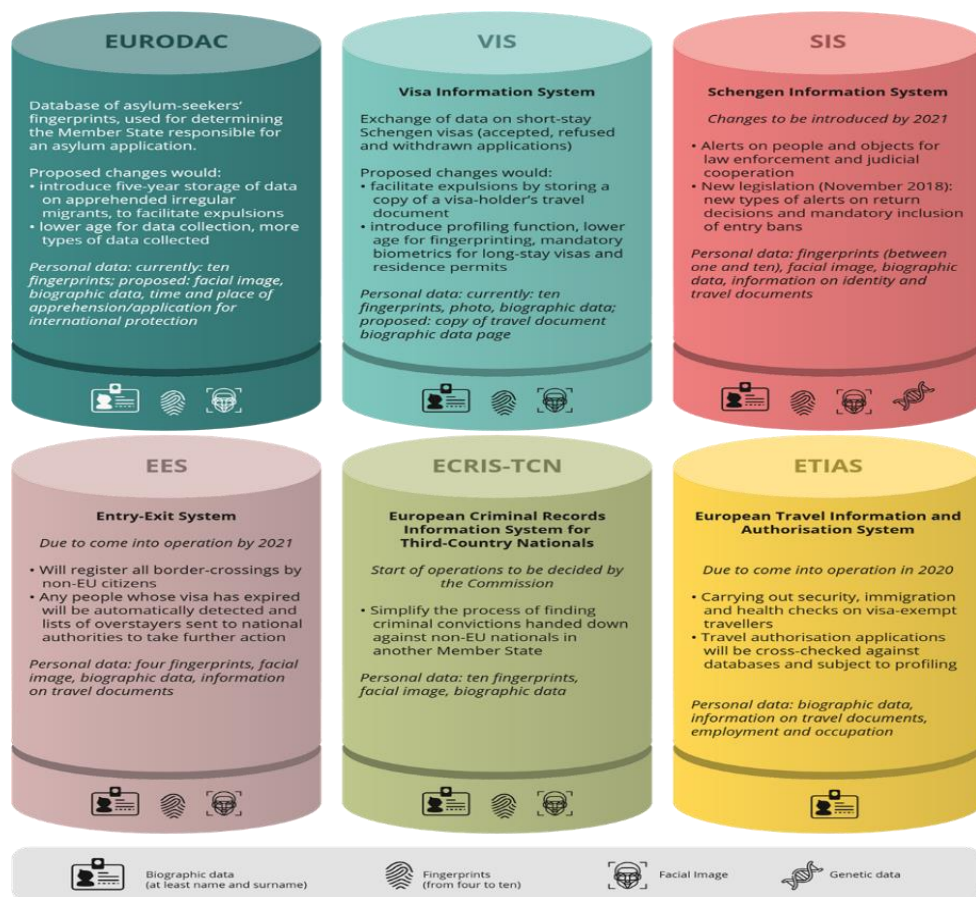 EURODAC
Database of asylum-seekers'
fingerprints, used for determining
the Member State responsible for
an asylum application.
Proposed changes would:
• introduce five-year storage of data
on apprehended irregular
migrants, to facilitate expulsions
• lower age for data collection, more
types of data collected
Personal data: currently: ten
fingerprints; proposed: facial image,
biographic data, time and place of
apprehension/application for
international protection
VIS
Visa Information System
Exchange of data on short-stay
Schengen visas (accepted, refused
and withdrawn applications)
Proposed changes would:
• facilitate expulsions by storing a
copy of a visa-holder's travel
document
• introduce profiling function, lower
age for fingerprinting, mandatory
biometrics for long-stay visas and
residence permits
Personal data: currently: ten
fingerprints, photo, biographic data;
proposed: copy of travel document
biographic data page
SIS
Schengen Information System
Changes to be introduced by 2021
• Alerts on people and objects for
law enforcement and judicial
cooperation
• New legislation (November 2018):
new types of alerts on return
decisions and mandatory inclusion
of entry bans
Personal data: fingerprints (between
one and ten), facial image, biographic
data, information on identity and
travel documents
EES
Entry-Exit System
Due to come into operation by 2021
• Will register all border-crossings by
non-EU citizens
• Any people whose visa has expired
will be automatically detected and
lists of overstayers sent to national
authorities to take further action
Personal data: four fingerprints, facial
image, biographic data, information
on travel documents
ECRIS-TCN
European Criminal Records
Information System for
Third-Country Nationals
Start of operations to be decided by
the Commission
• Simplify the process of finding
criminal convictions handed down
against non-EU nationals in
another Member State
Personal data: ten fingerprints,
facial image, biographic data
ETIAS
European Travel Information and
Authorisation System
Due to come into operation in 2020
• Carrying out security, immigration
and health checks on visa-exempt
travellers
• Travel authorisation applications
will be cross-checked against
databases and subject to profiling
Personal data: biographic data,
information on travel documents,
employment and occupation
Biographic data
(at least name and surname)
Fingerprints
(from four to ten)
Facial Image
Genetic data